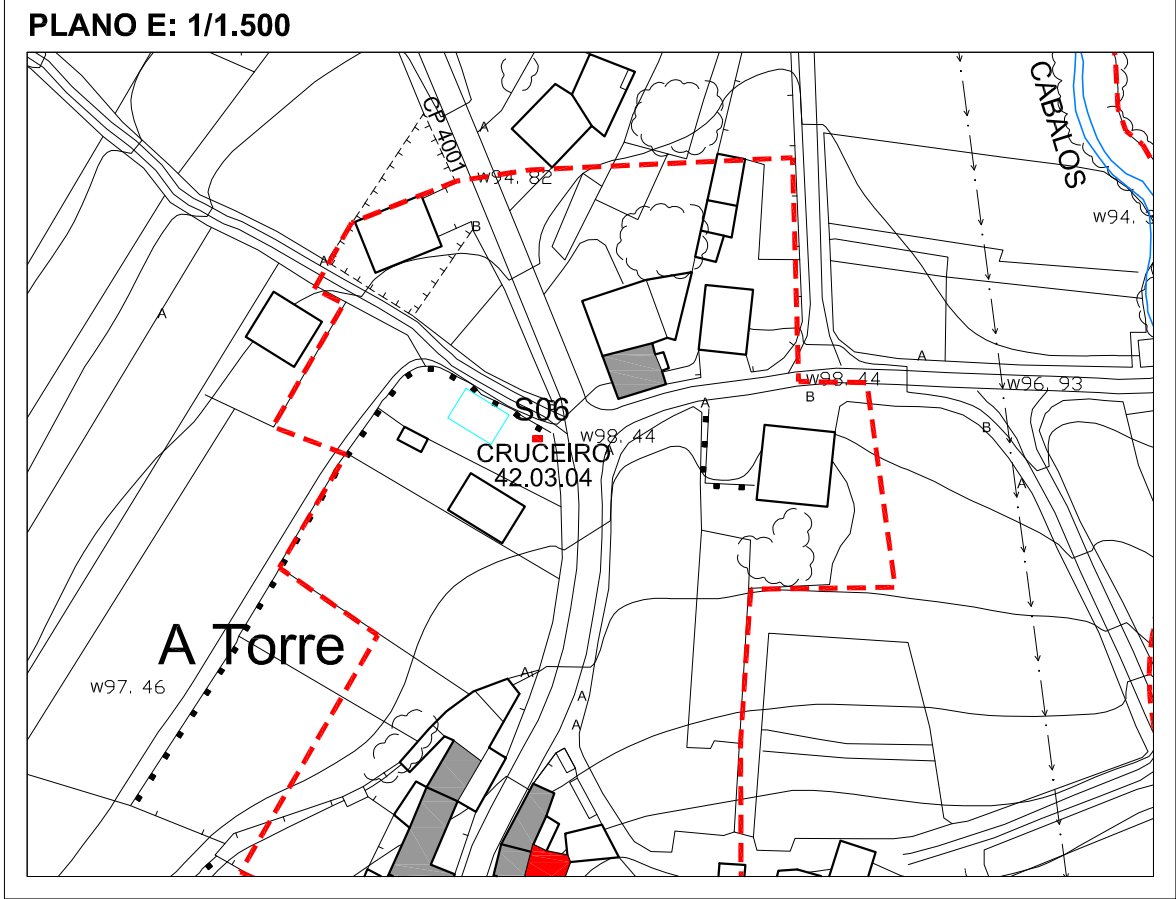 PLANO E: 1/1.500
CABALOS
CP 4001
A
w94, 82
w94,
B
A
A
A
w98, 44
w96, 93
B
A
S06
w98, 44
A
B
CRUCEIRO
42.03.04
A
A Torre
A
w97, 46
A
A